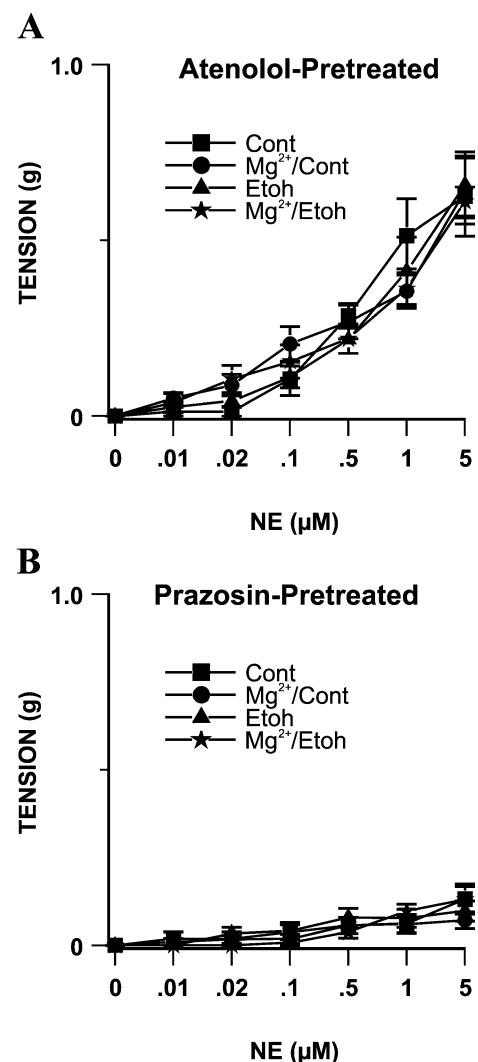 A
Atenolol-Pretreated
1.0
Cont
Mg²⁺/Cont
Etoh
Mg²⁺/Etoh
TENSION (g)
0
0 .01 .02 .1 .5 1 5
NE (µM)
B
Prazosin-Pretreated
1.0
Cont
Mg²⁺/Cont
Etoh
Mg²⁺/Etoh
TENSION (g)
0
0 .01 .02 .1 .5 1 5
NE (µM)